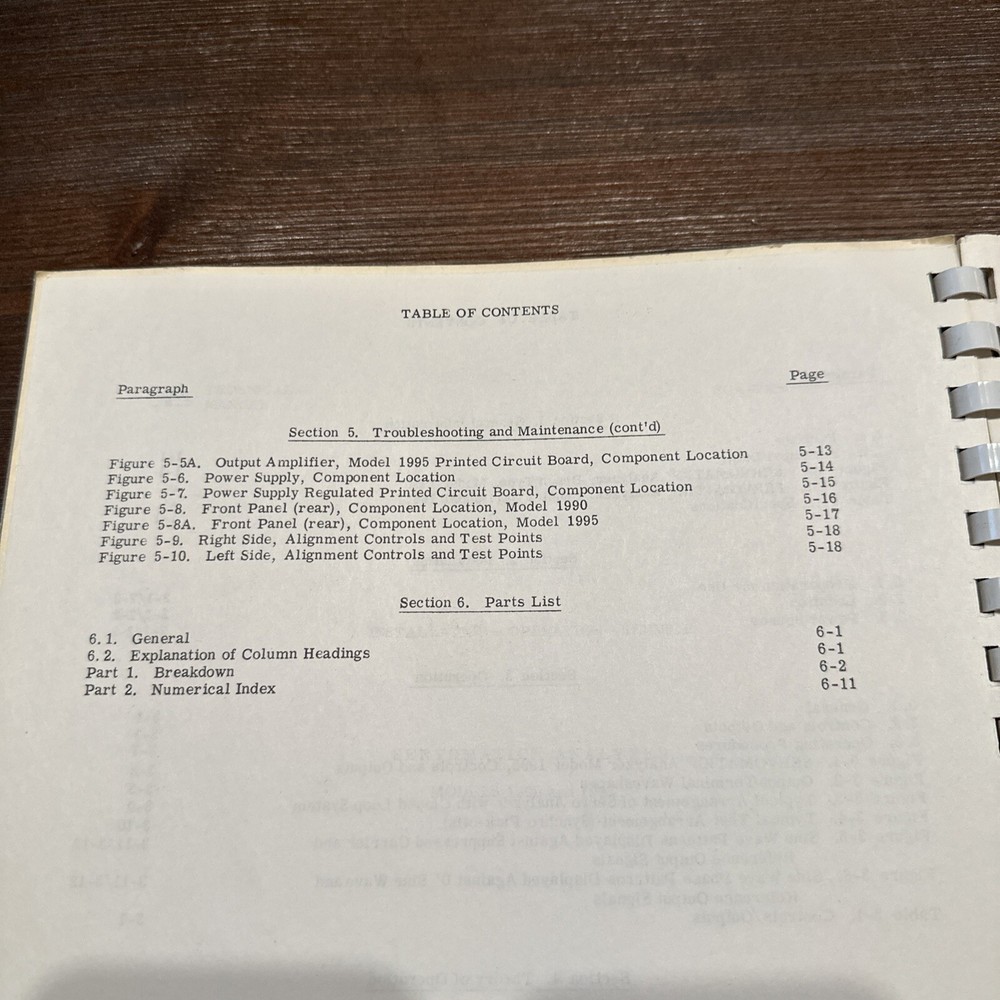 TABLE OF CONTENTS
Paragraph Page
Section 5. Troubleshooting and Maintenance (cont'd)
Figure 5-5A. Output Amplifier, Model 1995 Printed Circuit Board, Component Location 5-13
Figure 5-6. Power Supply, Component Location 5-14
Figure 5-7. Power Supply Regulated Printed Circuit Board, Component Location 5-15
Figure 5-8. Front Panel (rear), Component Location, Model 1990 5-16
Figure 5-8A. Front Panel (rear), Component Location, Model 1995 5-17
Figure 5-9. Right Side, Alignment Controls and Test Points 5-18
Figure 5-10. Left Side, Alignment Controls and Test Points 5-18
Section 6. Parts List
6.1. General 6-1
6.2. Explanation of Column Headings 6-1
Part 1. Breakdown 6-2
Part 2. Numerical Index 6-11